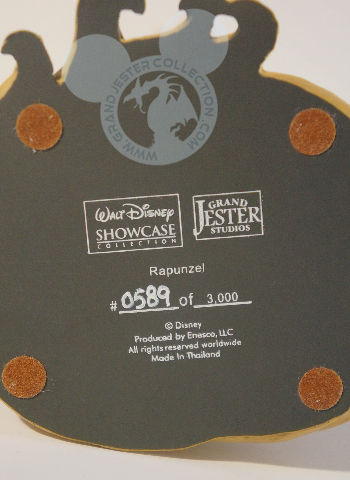 WWW.GRANDJESTERCOLLECTION.COM
WALT DISNEY
SHOWCASE
COLLECTION
GRAND
JESTER
STUDIOS
Rapunzel
# 0589 of 3,000
© Disney
Produced by Enesco, LLC
All rights reserved worldwide
Made In Thailand